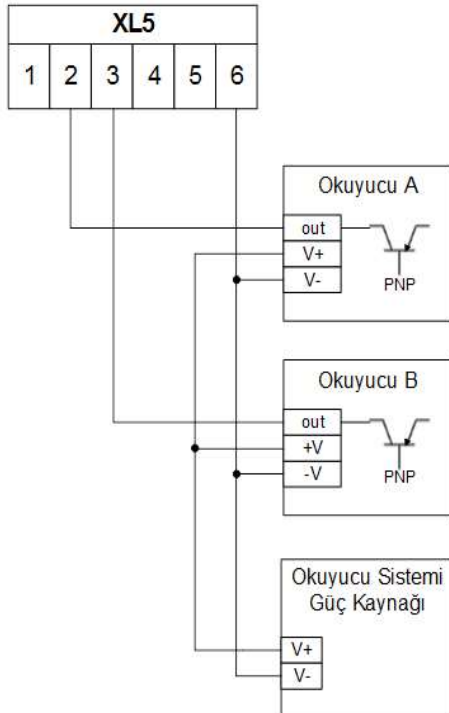 XL5
1 2 3 4 5 6
Okuyucu A
out
V+
V-
PNP
Okuyucu B
out
+V
-V
PNP
Okuyucu Sistemi
Güç Kaynağı
V+
V-